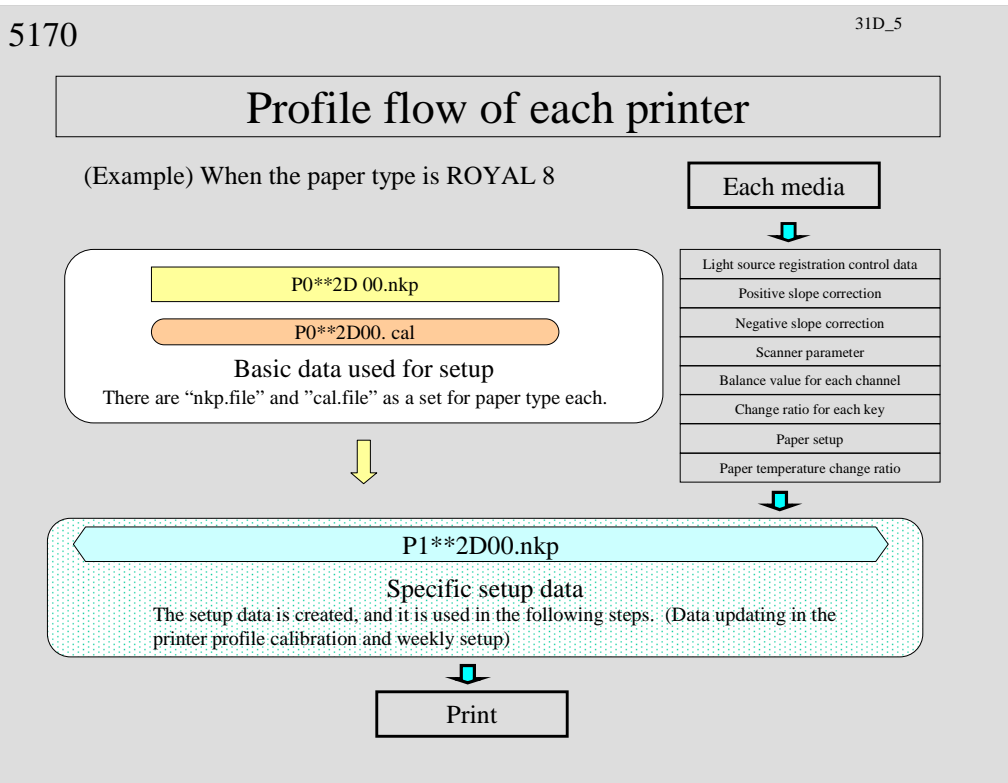 5170
31D_5
Profile flow of each printer
(Example) When the paper type is ROYAL 8
Each media
P0**2D 00.nkp
P0**2D00. cal
Basic data used for setup
There are “nkp.file” and ”cal.file” as a set for paper type each.
Light source registration control data
Positive slope correction
Negative slope correction
Scanner parameter
Balance value for each channel
Change ratio for each key
Paper setup
Paper temperature change ratio
P1**2D00.nkp
Specific setup data
The setup data is created, and it is used in the following steps. (Data updating in the
printer profile calibration and weekly setup)
Print